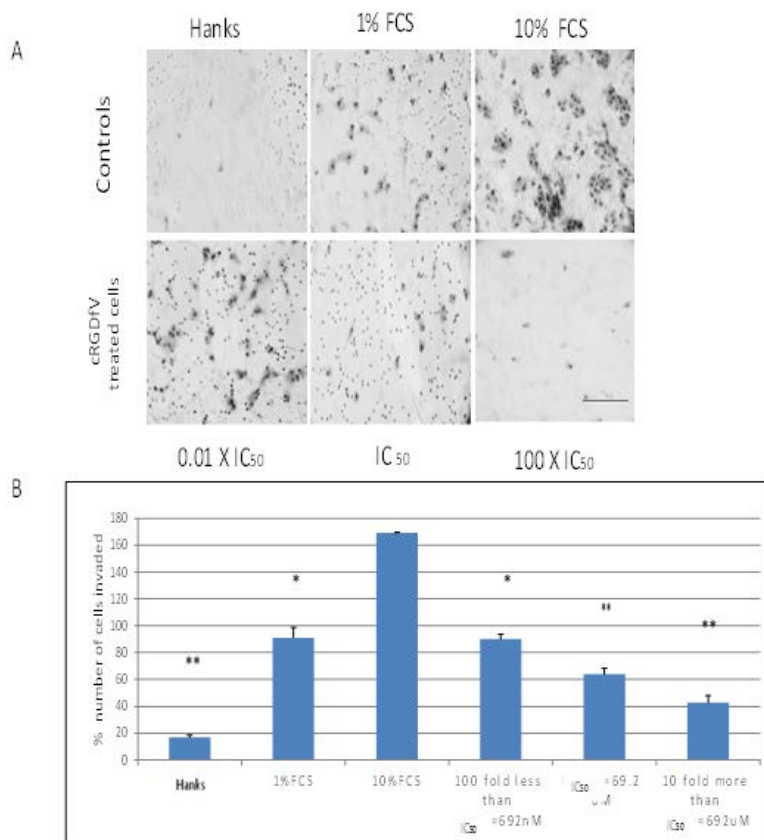 Hanks 1% FCS 10% FCS
A
Controls
cRGDfV
treated cells
0.01 X IC50 IC 50 100 X IC50
B
% number of cells invaded
180
160
140
120
100
80
60
40
20
0
** * * ** **
Hanks 1%FCS 10%FCS 100 fold less than IC50 =692nM IC50 =69.2 10 fold more than IC50 =692uM